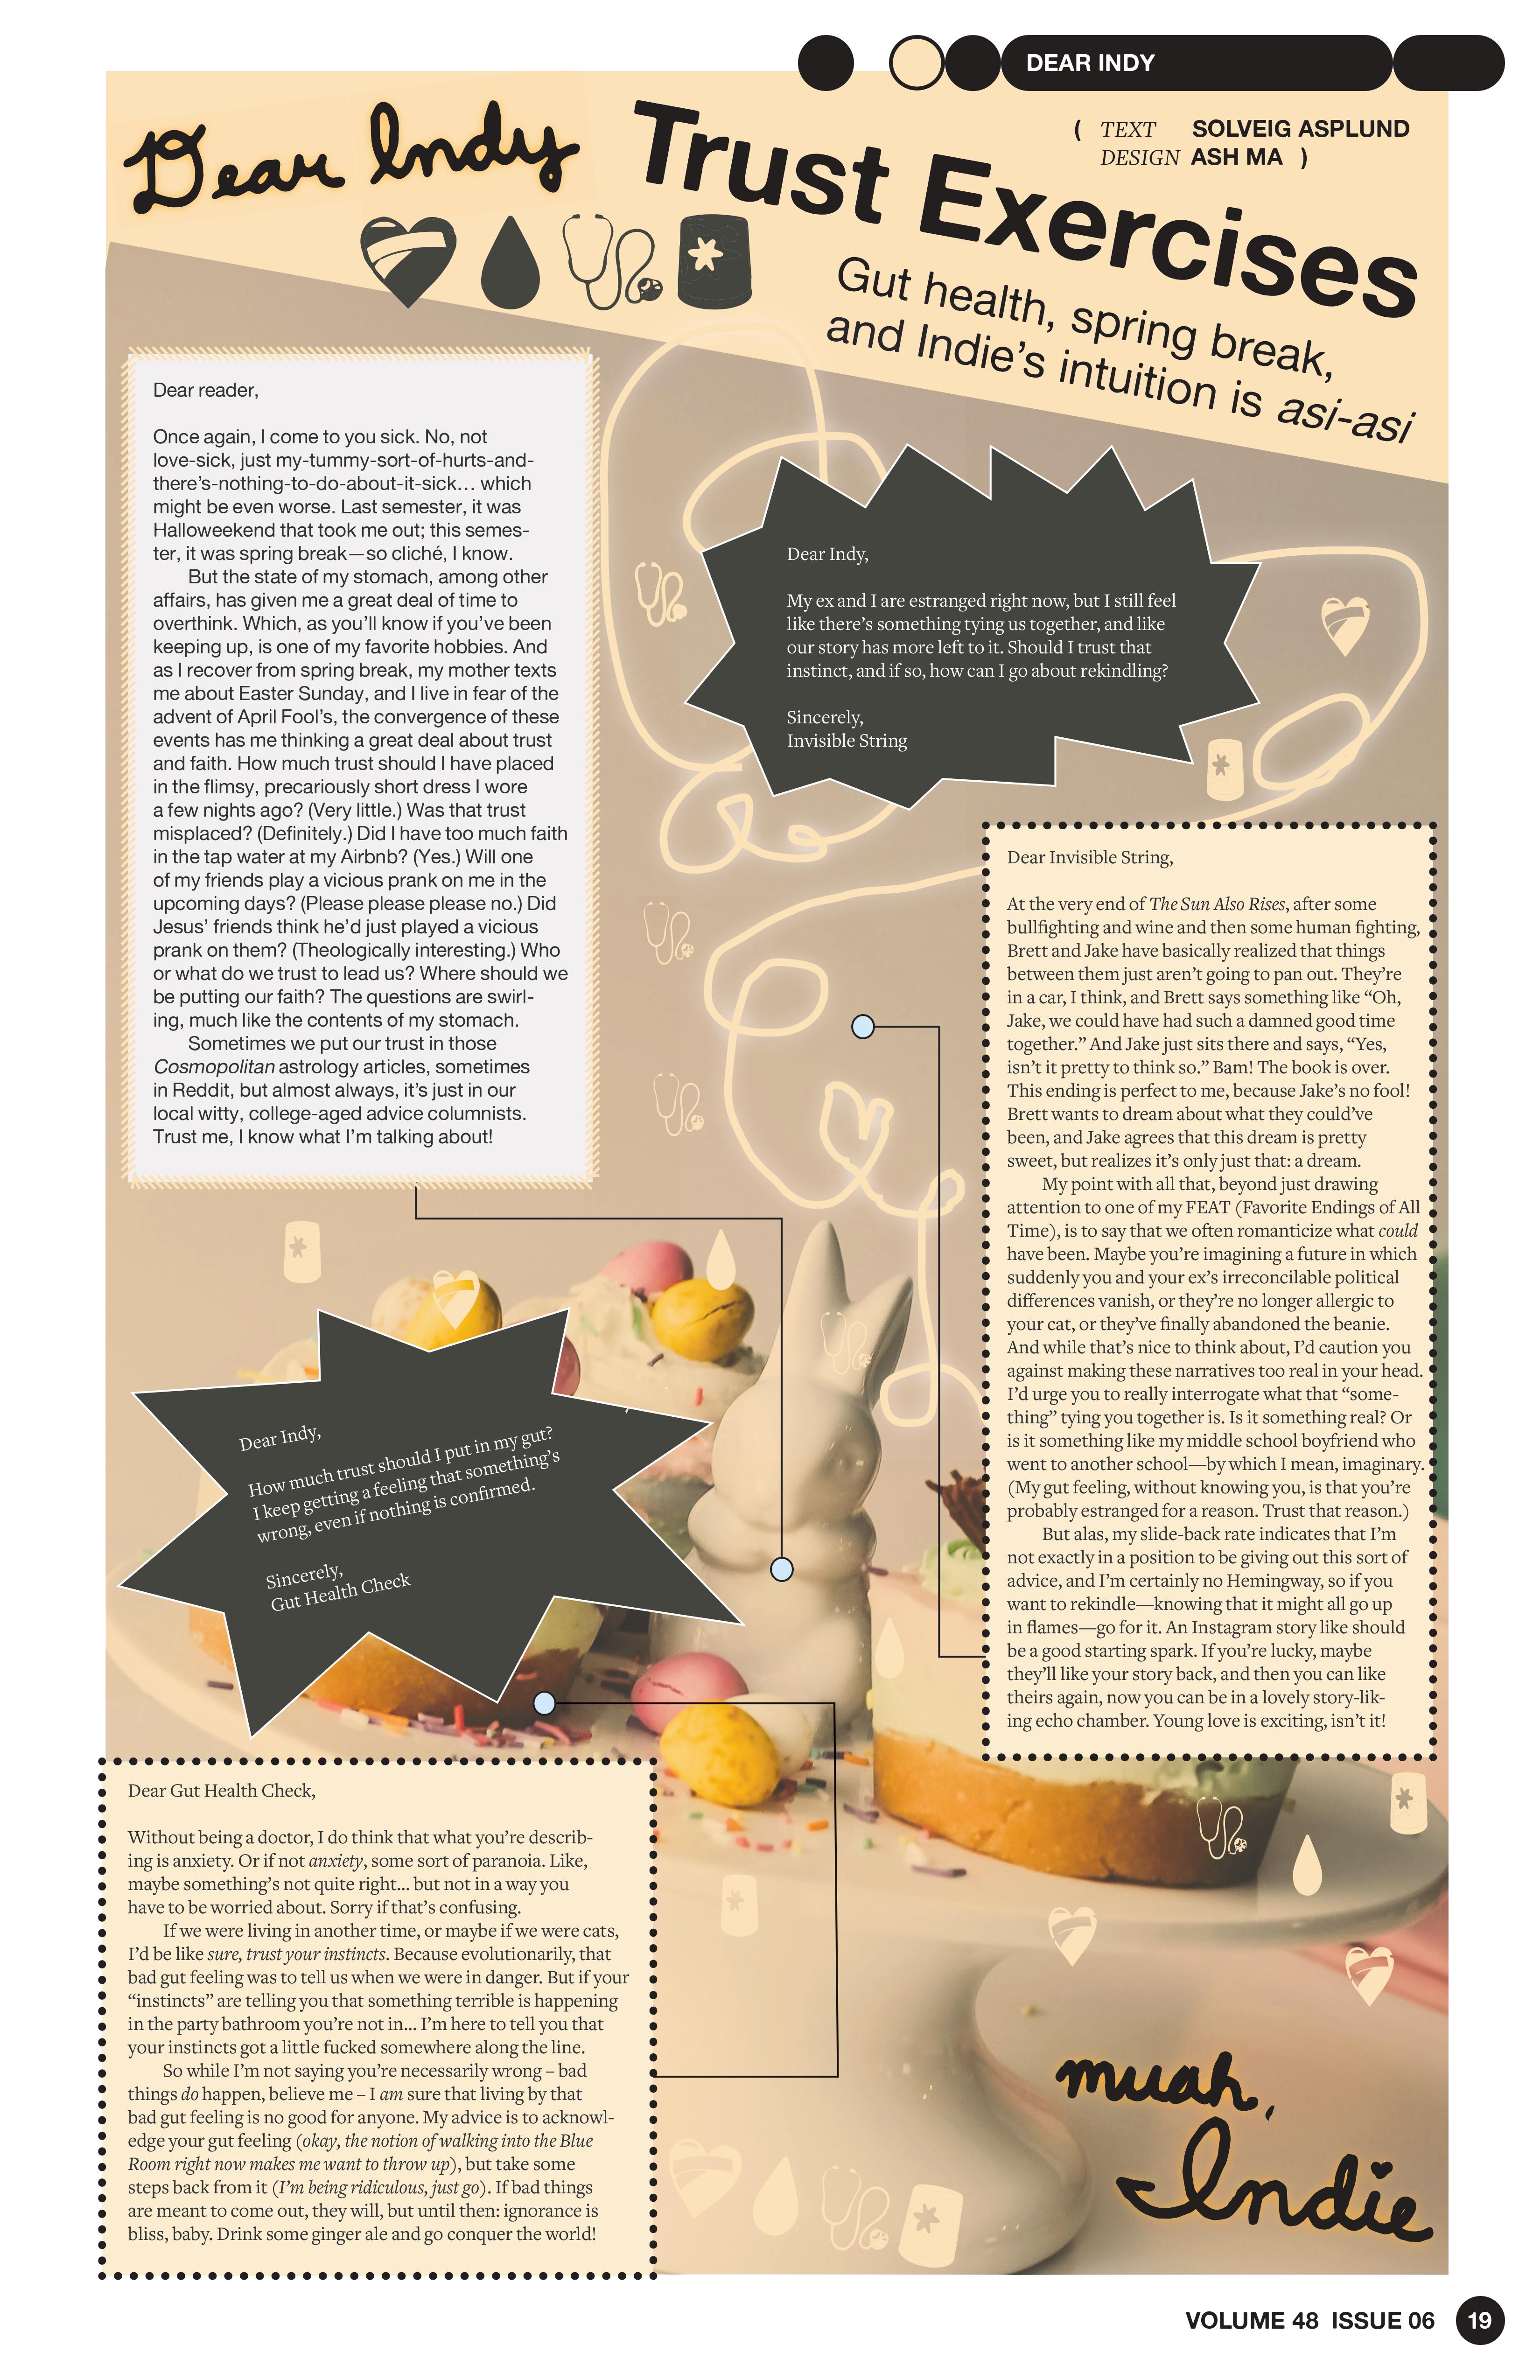 DEAR INDY
Dear Indy
Trust Exercises
( TEXT SOLVEIG ASPLUND
DESIGN ASH MA )
Gut health, spring break,
and Indie’s intuition is asi-asi
Dear reader,
Once again, I come to you sick. No, not
love-sick, just my-tummy-sort-of-hurts-and-
there’s-nothing-to-do-about-it-sick… which
might be even worse. Last semester, it was
Halloweekend that took me out; this semes-
ter, it was spring break—so cliché, I know.
But the state of my stomach, among other
affairs, has given me a great deal of time to
overthink. Which, as you’ll know if you’ve been
keeping up, is one of my favorite hobbies. And
as I recover from spring break, my mother texts
me about Easter Sunday, and I live in fear of the
advent of April Fool’s, the convergence of these
events has me thinking a great deal about trust
and faith. How much trust should I have placed
in the flimsy, precariously short dress I wore
a few nights ago? (Very little.) Was that trust
misplaced? (Definitely.) Did I have too much faith
in the tap water at my Airbnb? (Yes.) Will one
of my friends play a vicious prank on me in the
upcoming days? (Please please please no.) Did
Jesus’ friends think he’d just played a vicious
prank on them? (Theologically interesting.) Who
or what do we trust to lead us? Where should we
be putting our faith? The questions are swirl-
ing, much like the contents of my stomach.
Sometimes we put our trust in those
Cosmopolitan astrology articles, sometimes
in Reddit, but almost always, it’s just in our
local witty, college-aged advice columnists.
Trust me, I know what I’m talking about!
Dear Indy,
My ex and I are estranged right now, but I still feel
like there’s something tying us together, and like
our story has more left to it. Should I trust that
instinct, and if so, how can I go about rekindling?
Sincerely,
Invisible String
Dear Invisible String,
At the very end of The Sun Also Rises, after some
bullfighting and wine and then some human fighting,
Brett and Jake have basically realized that things
between them just aren’t going to pan out. They’re
in a car, I think, and Brett says something like “Oh,
Jake, we could have had such a damned good time
together.” And Jake just sits there and says, “Yes,
isn’t it pretty to think so.” Bam! The book is over.
This ending is perfect to me, because Jake’s no fool!
Brett wants to dream about what they could’ve
been, and Jake agrees that this dream is pretty
sweet, but realizes it’s only just that: a dream.
My point with all that, beyond just drawing
attention to one of my FEAT (Favorite Endings of All
Time), is to say that we often romanticize what could
have been. Maybe you’re imagining a future in which
suddenly you and your ex’s irreconcilable political
differences vanish, or they’re no longer allergic to
your cat, or they’ve finally abandoned the beanie.
And while that’s nice to think about, I’d caution you
against making these narratives too real in your head.
I’d urge you to really interrogate what that “some-
thing” tying you together is. Is it something real? Or
is it something like my middle school boyfriend who
went to another school—by which I mean, imaginary.
(My gut feeling, without knowing you, is that you’re
probably estranged for a reason. Trust that reason.)
But alas, my slide-back rate indicates that I’m
not exactly in a position to be giving out this sort of
advice, and I’m certainly no Hemingway, so if you
want to rekindle—knowing that it might all go up
in flames—go for it. An Instagram story like should
be a good starting spark. If you’re lucky, maybe
they’ll like your story back, and then you can like
theirs again, now you can be in a lovely story-lik-
ing echo chamber. Young love is exciting, isn’t it!
Dear Indy,
How much trust should I put in my gut?
I keep getting a feeling that something’s
wrong, even if nothing is confirmed.
Sincerely,
Gut Health Check
Dear Gut Health Check,
Without being a doctor, I do think that what you’re describ-
ing is anxiety. Or if not anxiety, some sort of paranoia. Like,
maybe something’s not quite right… but not in a way you
have to be worried about. Sorry if that’s confusing.
If we were living in another time, or maybe if we were cats,
I’d be like sure, trust your instincts. Because evolutionarily, that
bad gut feeling was to tell us when we were in danger. But if your
“instincts” are telling you that something terrible is happening
in the party bathroom you’re not in… I’m here to tell you that
your instincts got a little fucked somewhere along the line.
So while I’m not saying you’re necessarily wrong – bad
things do happen, believe me – I am sure that living by that
bad gut feeling is no good for anyone. My advice is to acknowl-
edge your gut feeling (okay, the notion of walking into the Blue
Room right now makes me want to throw up), but take some
steps back from it (I’m being ridiculous, just go). If bad things
are meant to come out, they will, but until then: ignorance is
bliss, baby. Drink some ginger ale and go conquer the world!
muah,
Indie
VOLUME 48 ISSUE 06 19